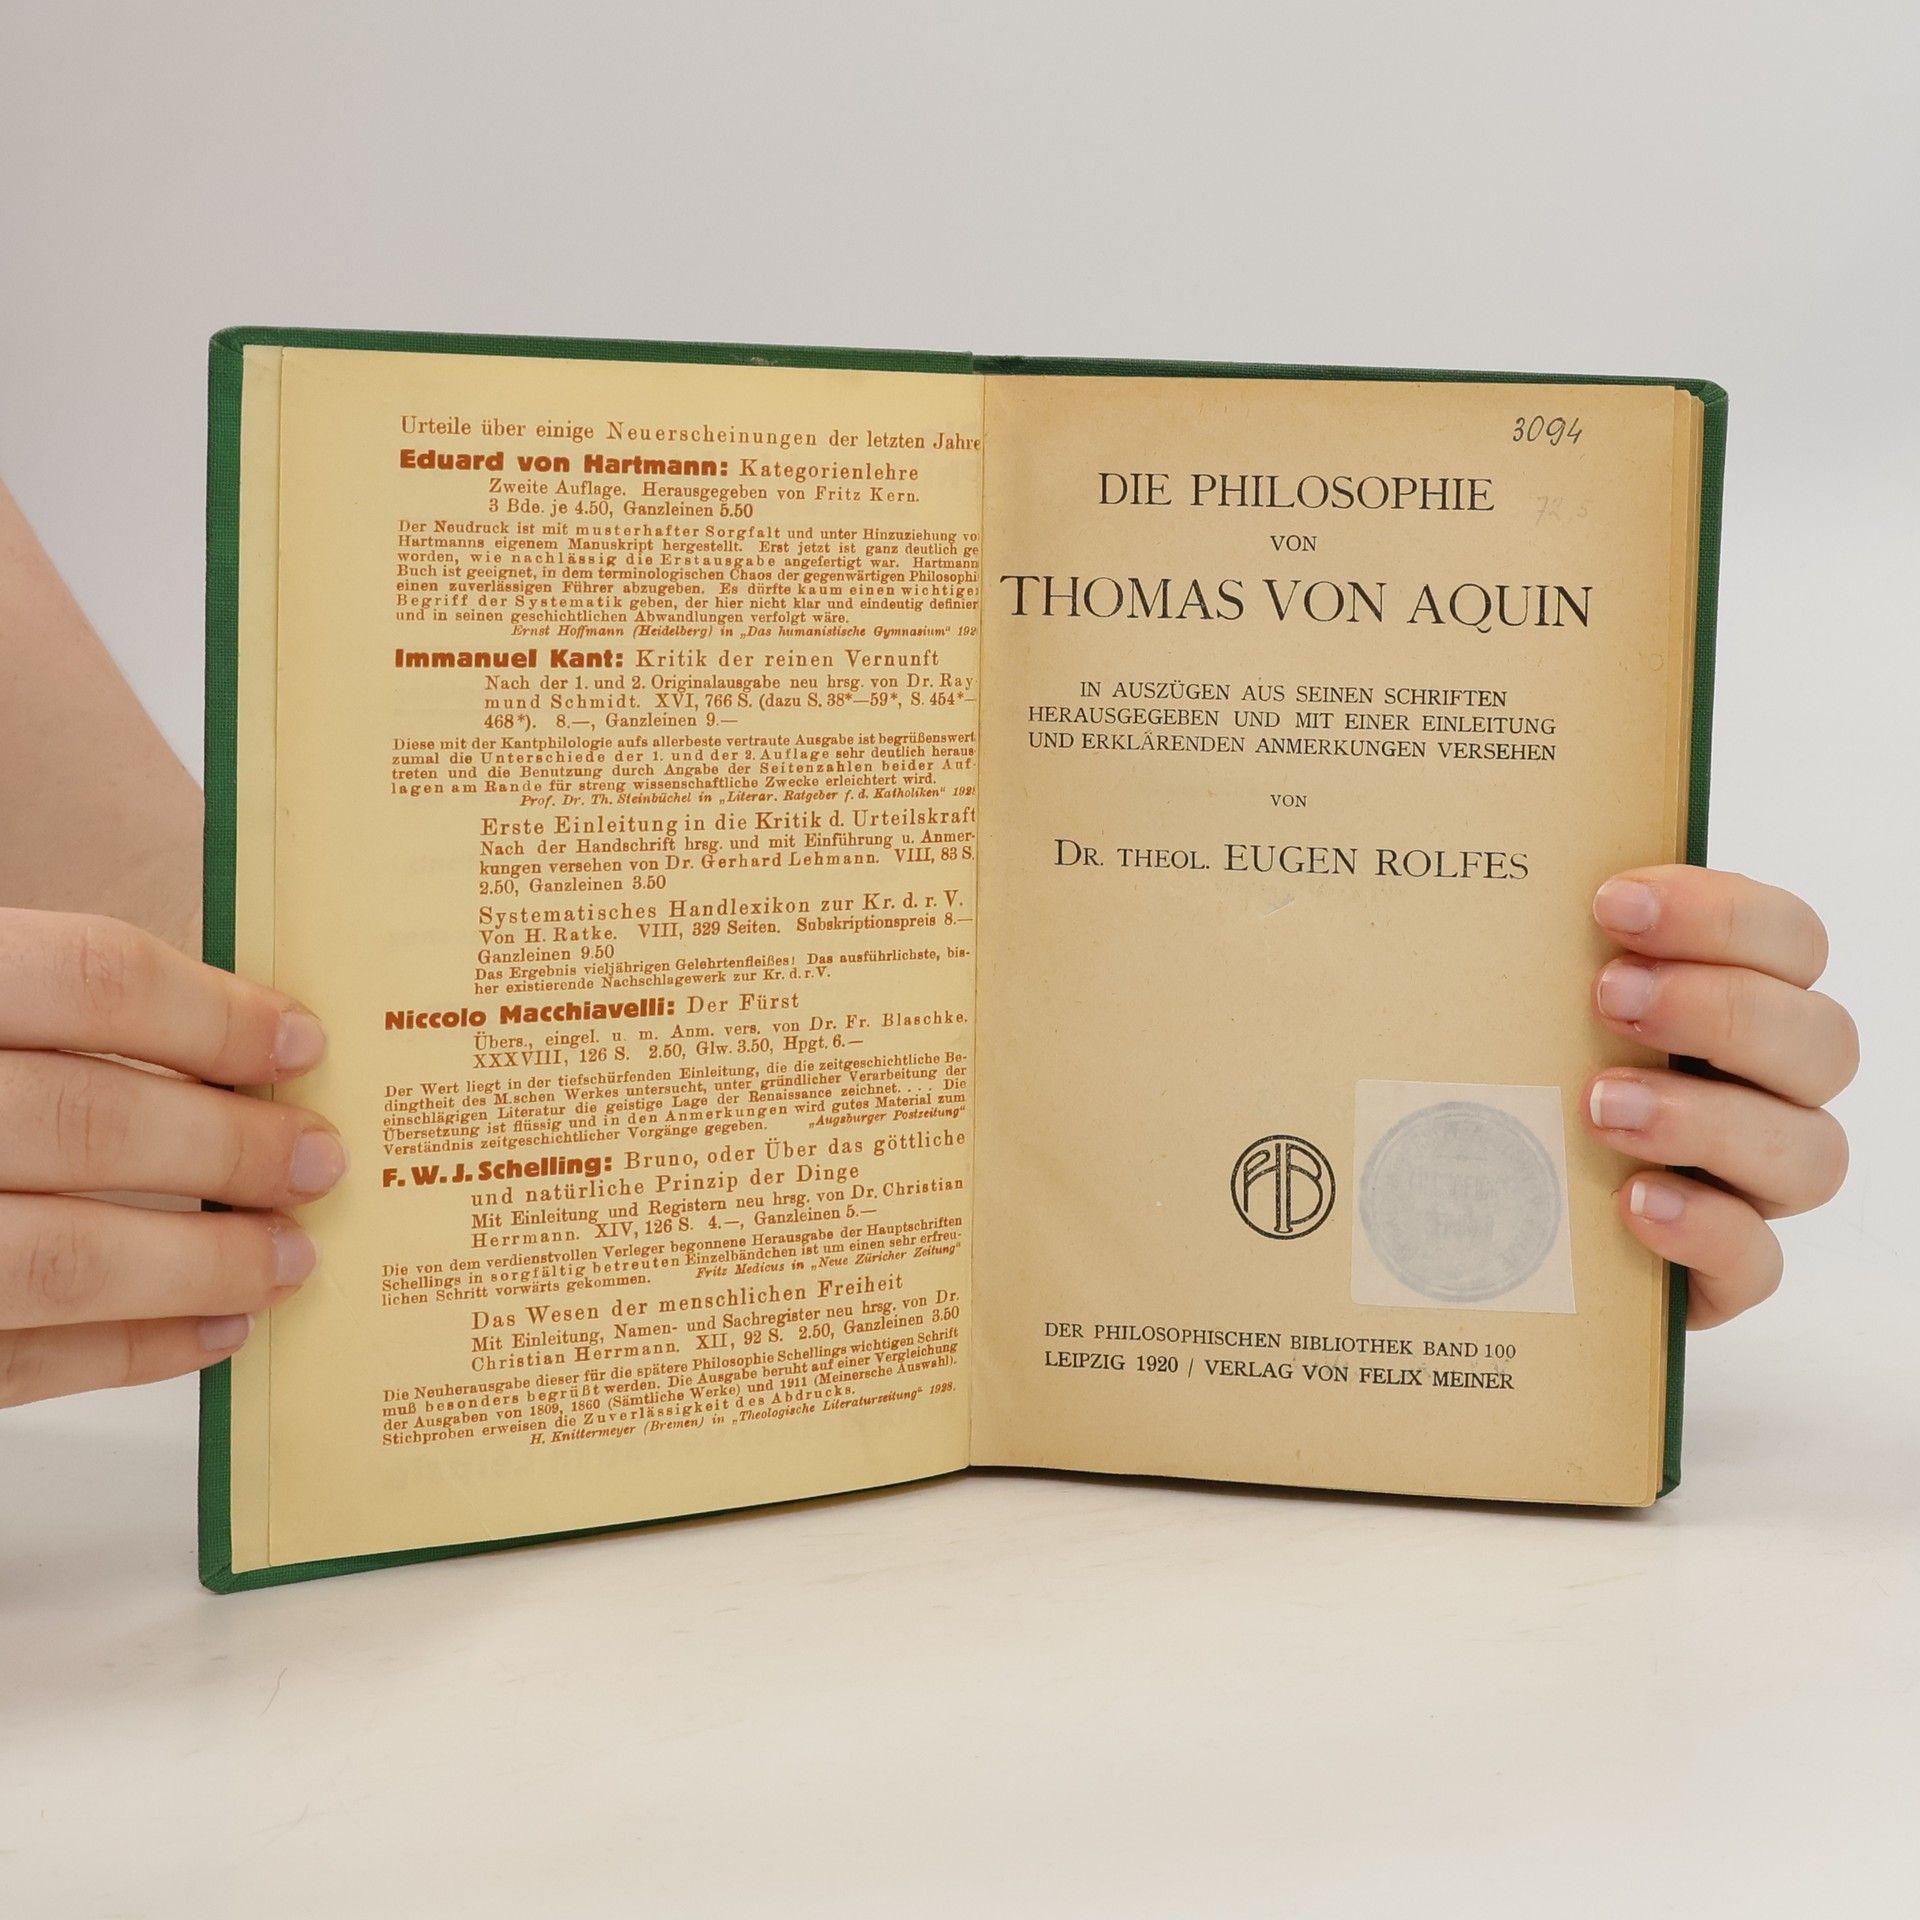 Urteile über einige Neuerscheinungen der letzten Jahre
Eduard von Hartmann: Kategorienlehre
Zweite Auflage. Herausgegeben von Fritz Kern.
3 Bde. je 4.50, Ganzleinen 5.50
Der Neudruck ist mit musterhafter Sorgfalt und unter Hinzuziehung vo
Hartmanns eigenem Manuskript hergestellt. Erst jetzt ist ganz deutlich ge
worden, wie nachlässig die Erstausgabe angefertigt war. Hartmann
Buch ist geeignet, in dem terminologischen Chaos der gegenwärtigen Philosophi
einen zuverlässigen Führer abzugeben. Es dürfte kaum einen wichtige
Begriff der Systematik geben, der hier nicht klar und eindeutig definier
und in seinen geschichtlichen Abwandlungen verfolgt wäre.
Ernst Hoffmann (Heidelberg) in „Das humanistische Gymnasium" 192
Immanuel Kant: Kritik der reinen Vernunft
Nach der 1. und 2. Originalausgabe neu hrsg. von Dr. Ray-
mund Schmidt. XVI, 766 S. (dazu S. 38*—59*, S. 454*—
468*). 8.—, Ganzleinen 9.—
Diese mit der Kantphilologie aufs allerbeste vertraute Ausgabe ist begrüßenswert
zumal die Unterschiede der 1. und der 2. Auflage sehr deutlich heraus-
treten und die Benutzung durch Angabe der Seitenzahlen beider Auf-
lagen am Rande für streng wissenschaftliche Zwecke erleichtert wird.
Prof. Dr. Th. Steinbüchel in „Literar. Ratgeber f. d. Katholiken" 192
Erste Einleitung in die Kritik d. Urteilskraft
Nach der Handschrift hrsg. und mit Einführung u. Anmer-
kungen versehen von Dr. Gerhard Lehmann. VIII, 83 S.
2.50, Ganzleinen 3.50
Systematisches Handlexikon zur Kr. d. r. V.
Von H. Ratke. VIII, 329 Seiten. Subskriptionspreis 8.—
Ganzleinen 9.50
Das Ergebnis vieljährigen Gelehrtenfleißes! Das ausführlichste, bis-
her existierende Nachschlagewerk zur Kr. d. r. V.
Niccolo Macchiavelli: Der Fürst
Übers., eingel. u. m. Anm. vers. von Dr. Fr. Blaschke.
XXXVIII, 126 S. 2.50, Glw. 3.50, Hpgt. 6.—
Der Wert liegt in der tiefschürfenden Einleitung, die die zeitgeschichtliche Be-
dingtheit des M.schen Werkes untersucht, unter gründlicher Verarbeitung der
einschlägigen Literatur die geistige Lage der Renaissance zeichnet. . . . Die
Übersetzung ist flüssig und in den Anmerkungen wird gutes Material zum
Verständnis zeitgeschichtlicher Vorgänge gegeben. „Augsburger Postzeitung"
F. W. J. Schelling: Bruno, oder Über das göttliche
und natürliche Prinzip der Dinge
Mit Einleitung und Registern neu hrsg. von Dr. Christian
Herrmann. XIV, 126 S. 4.—, Ganzleinen 5.—
Die von dem verdienstvollen Verleger begonnene Herausgabe der Hauptschriften
Schellings in sorgfältig betreuten Einzelbändchen ist um einen sehr erfreu-
lichen Schritt vorwärts gekommen. Fritz Medicus in „Neue Züricher Zeitung"
Das Wesen der menschlichen Freiheit
Mit Einleitung, Namen- und Sachregister neu hrsg. von Dr.
Christian Herrmann. XII, 92 S. 2.50, Ganzleinen 3.50
Die Neuherausgabe dieser für die spätere Philosophie Schellings wichtigen Schrift
muß besonders begrüßt werden. Die Ausgabe beruht auf einer Vergleichung
der Ausgaben von 1809, 1860 (Sämtliche Werke) und 1911 (Meinersche Auswahl).
Stichproben erweisen die Zuverlässigkeit des Abdrucks.
H. Knittermeyer (Bremen) in „Theologische Literaturzeitung" 1928.
3094
DIE PHILOSOPHIE
VON
THOMAS VON AQUIN
IN AUSZÜGEN AUS SEINEN SCHRIFTEN
HERAUSGEGEBEN UND MIT EINER EINLEITUNG
UND ERKLÄRENDEN ANMERKUNGEN VERSEHEN
VON
DR. THEOL. EUGEN ROLFES
DER PHILOSOPHISCHEN BIBLIOTHEK BAND 100
LEIPZIG 1920 / VERLAG VON FELIX MEINER